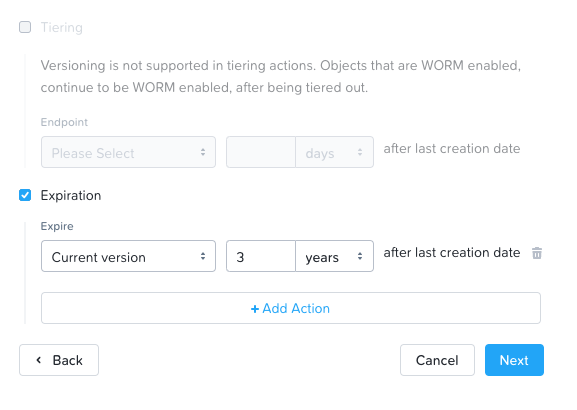 Tiering
Versioning is not supported in tiering actions. Objects that are WORM enabled,
continue to be WORM enabled, after being tiered out.
Endpoint
Please Select days after last creation date
Expiration
Expire
Current version 3 years after last creation date
+ Add Action
Back Cancel Next